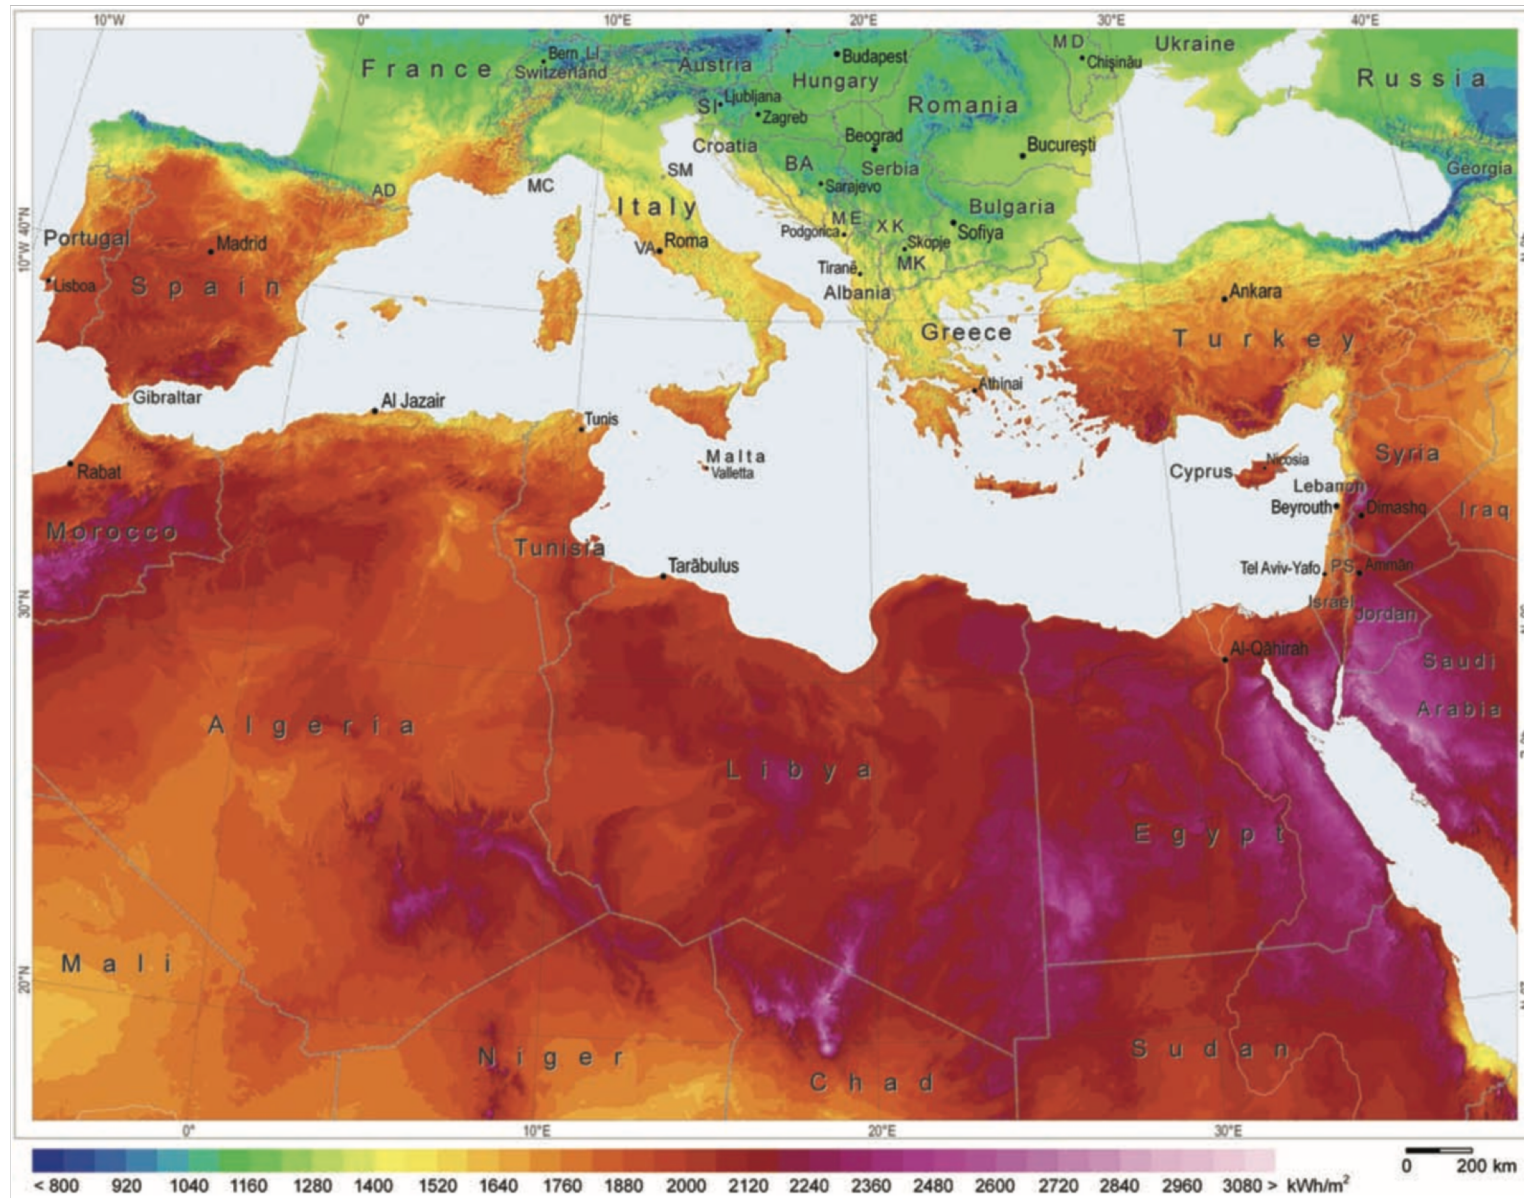 10°W 0° 10°E 20°E 30°E 40°E
MD Ukraine
Bern LI Budapest Chişinău
France Switzerland Austria Russia
Hungary
SI Ljubljana Romania
Zagreb
Croatia Beograd Bucureşti
BA Serbia Georgia
SM
AD MC Sarajevo
Italy ME XK Bulgaria
Portugal Madrid VA Roma Podgorica Skopje Sofiya
10°W 40°N
Tiranë MK
Lisboa Spain Albania Ankara
Greece Turkey
Gibraltar Al Jazair Athinai
Tunis
Malta Nicosia Syria
Rabat Valletta Cyprus
Lebanon
Morocco Beyrouth Dimashq Iraq
Tunisia
Tarābulus Tel Aviv-Yafo PS Ammān
30°N Israel Jordan
Al-Qāhirah Saudi
Algeria Arabia
Libya
Egypt
Mali
20°N
Niger Sudan
Chad
0° 10°E 20°E 30°E
< 800 920 1040 1160 1280 1400 1520 1640 1760 1880 2000 2120 2240 2360 2480 2600 2720 2840 2960 3080 > kWh/m²
0 200 km